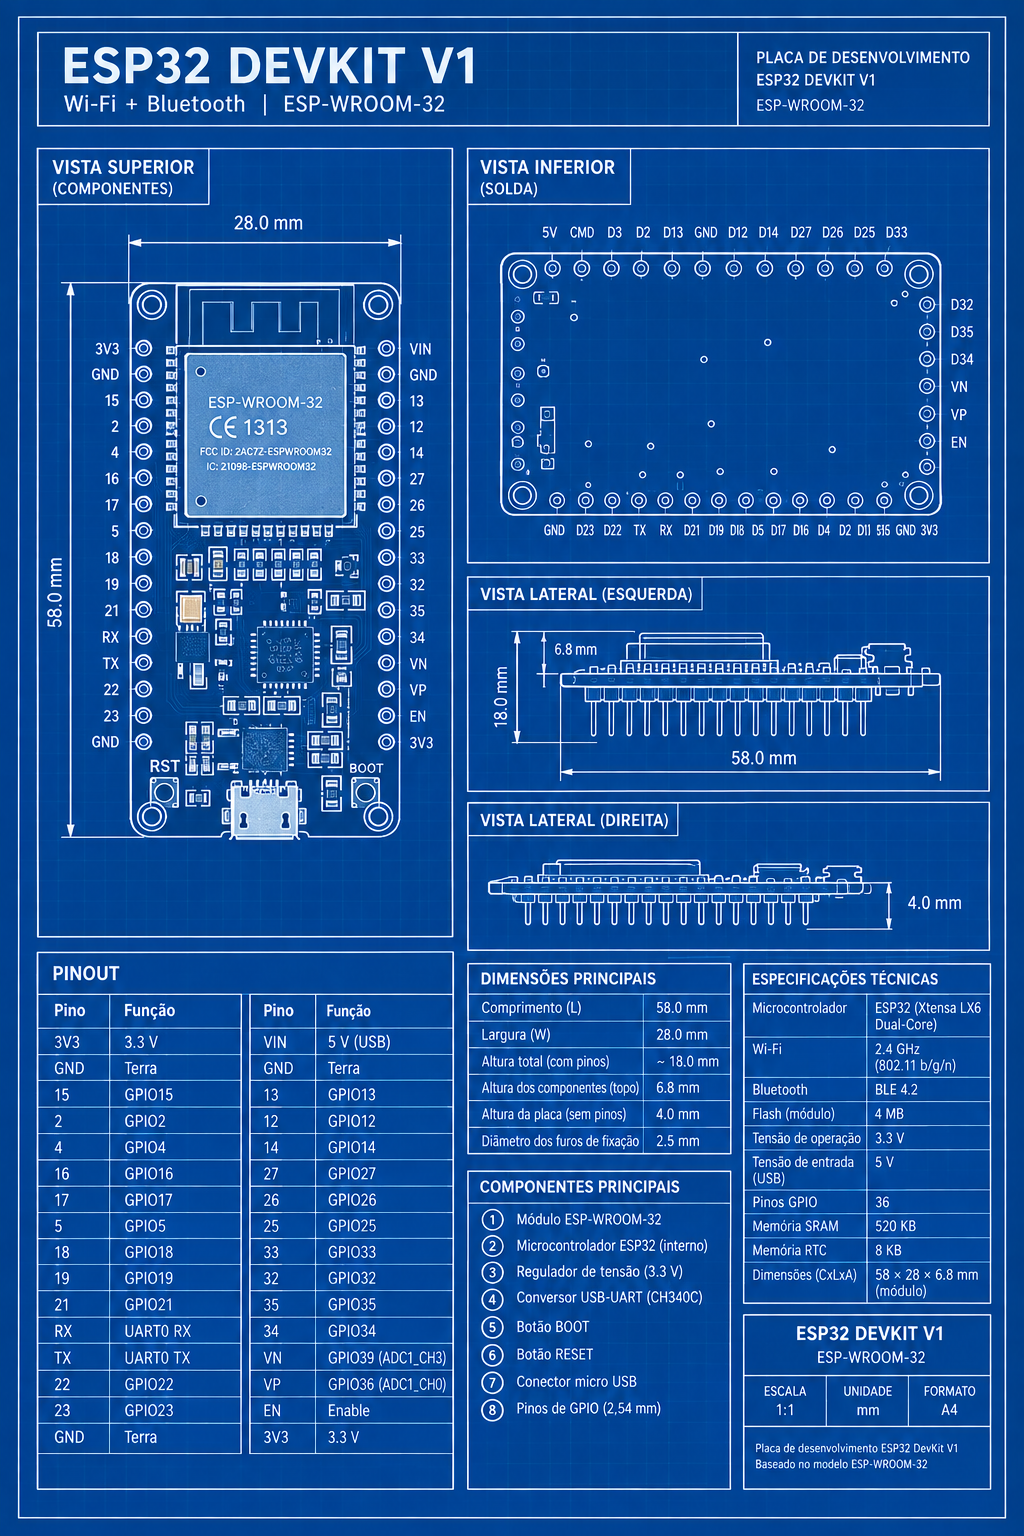 ESP32 DEVKIT V1
Wi-Fi + Bluetooth | ESP-WROOM-32
PLACA DE DESENVOLVIMENTO
ESP32 DEVKIT V1
ESP-WROOM-32
VISTA SUPERIOR
(COMPONENTES)
28.0 mm
58.0 mm
3V3
GND
15
2
4
16
17
5
18
19
21
RX
TX
22
23
GND
ESP-WROOM-32
CE 1313
FCC ID: 2AC7Z-ESPWROOM32
IC: 21098-ESPWROOM32
VIN
GND
13
12
14
27
26
25
33
32
35
34
VN
VP
EN
3V3
RST
BOOT
VISTA INFERIOR
(SOLDA)
5V CMD D3 D2 D13 GND D12 D14 D27 D26 D25 D33
D32
D35
D34
VN
VP
EN
GND D23 D22 TX RX D21 D19 D18 D5 D17 D16 D4 D2 D11 GND 3V3
VISTA LATERAL (ESQUERDA)
6.8 mm
18.0 mm
58.0 mm
VISTA LATERAL (DIREITA)
4.0 mm
PINOUT
Pino Função Pino Função
3V3 3.3 V VIN 5 V (USB)
GND Terra GND Terra
15 GPIO15 13 GPIO13
2 GPIO2 12 GPIO12
4 GPIO4 14 GPIO14
16 GPIO16 27 GPIO27
17 GPIO17 26 GPIO26
5 GPIO5 25 GPIO25
18 GPIO18 33 GPIO33
19 GPIO19 32 GPIO32
21 GPIO21 35 GPIO35
RX UART0 RX 34 GPIO34
TX UART0 TX VN GPIO39 (ADC1_CH3)
22 GPIO22 VP GPIO36 (ADC1_CH0)
23 GPIO23 EN Enable
GND Terra 3V3 3.3 V
DIMENSÕES PRINCIPAIS
Comprimento (L) 58.0 mm
Largura (W) 28.0 mm
Altura total (com pinos) ~ 18.0 mm
Altura dos componentes (topo) 6.8 mm
Altura da placa (sem pinos) 4.0 mm
Diâmetro dos furos de fixação 2.5 mm
COMPONENTES PRINCIPAIS
1 Módulo ESP-WROOM-32
2 Microcontrolador ESP32 (interno)
3 Regulador de tensão (3.3 V)
4 Conversor USB-UART (CH340C)
5 Botão BOOT
6 Botão RESET
7 Conector micro USB
8 Pinos de GPIO (2,54 mm)
ESPECIFICAÇÕES TÉCNICAS
Microcontrolador ESP32 (Xtensa LX6
Dual-Core)
Wi-Fi 2.4 GHz
(802.11 b/g/n)
Bluetooth BLE 4.2
Flash (módulo) 4 MB
Tensão de operação 3.3 V
Tensão de entrada 5 V
(USB)
Pinos GPIO 36
Memória SRAM 520 KB
Memória RTC 8 KB
Dimensões (CxLxA) 58 × 28 × 6.8 mm
(módulo)
ESP32 DEVKIT V1
ESP-WROOM-32
ESCALA UNIDADE FORMATO
1:1 mm A4
Placa de desenvolvimento ESP32 DevKit V1
Baseado no modelo ESP-WROOM-32